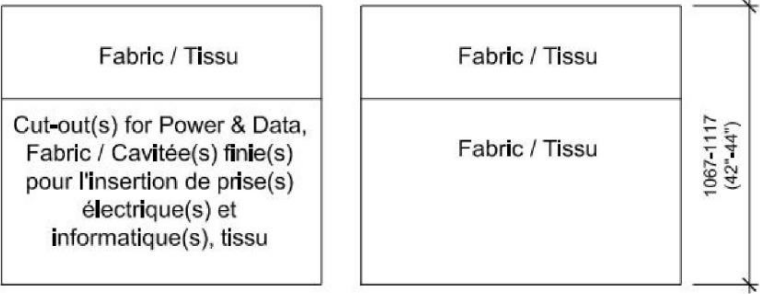 Fabric / Tissu
Cut-out(s) for Power & Data,
Fabric / Cavitée(s) finie(s)
pour l'insertion de prise(s)
électrique(s) et
informatique(s), tissu
Fabric / Tissu
Fabric / Tissu
1067-1117
(42"-44")